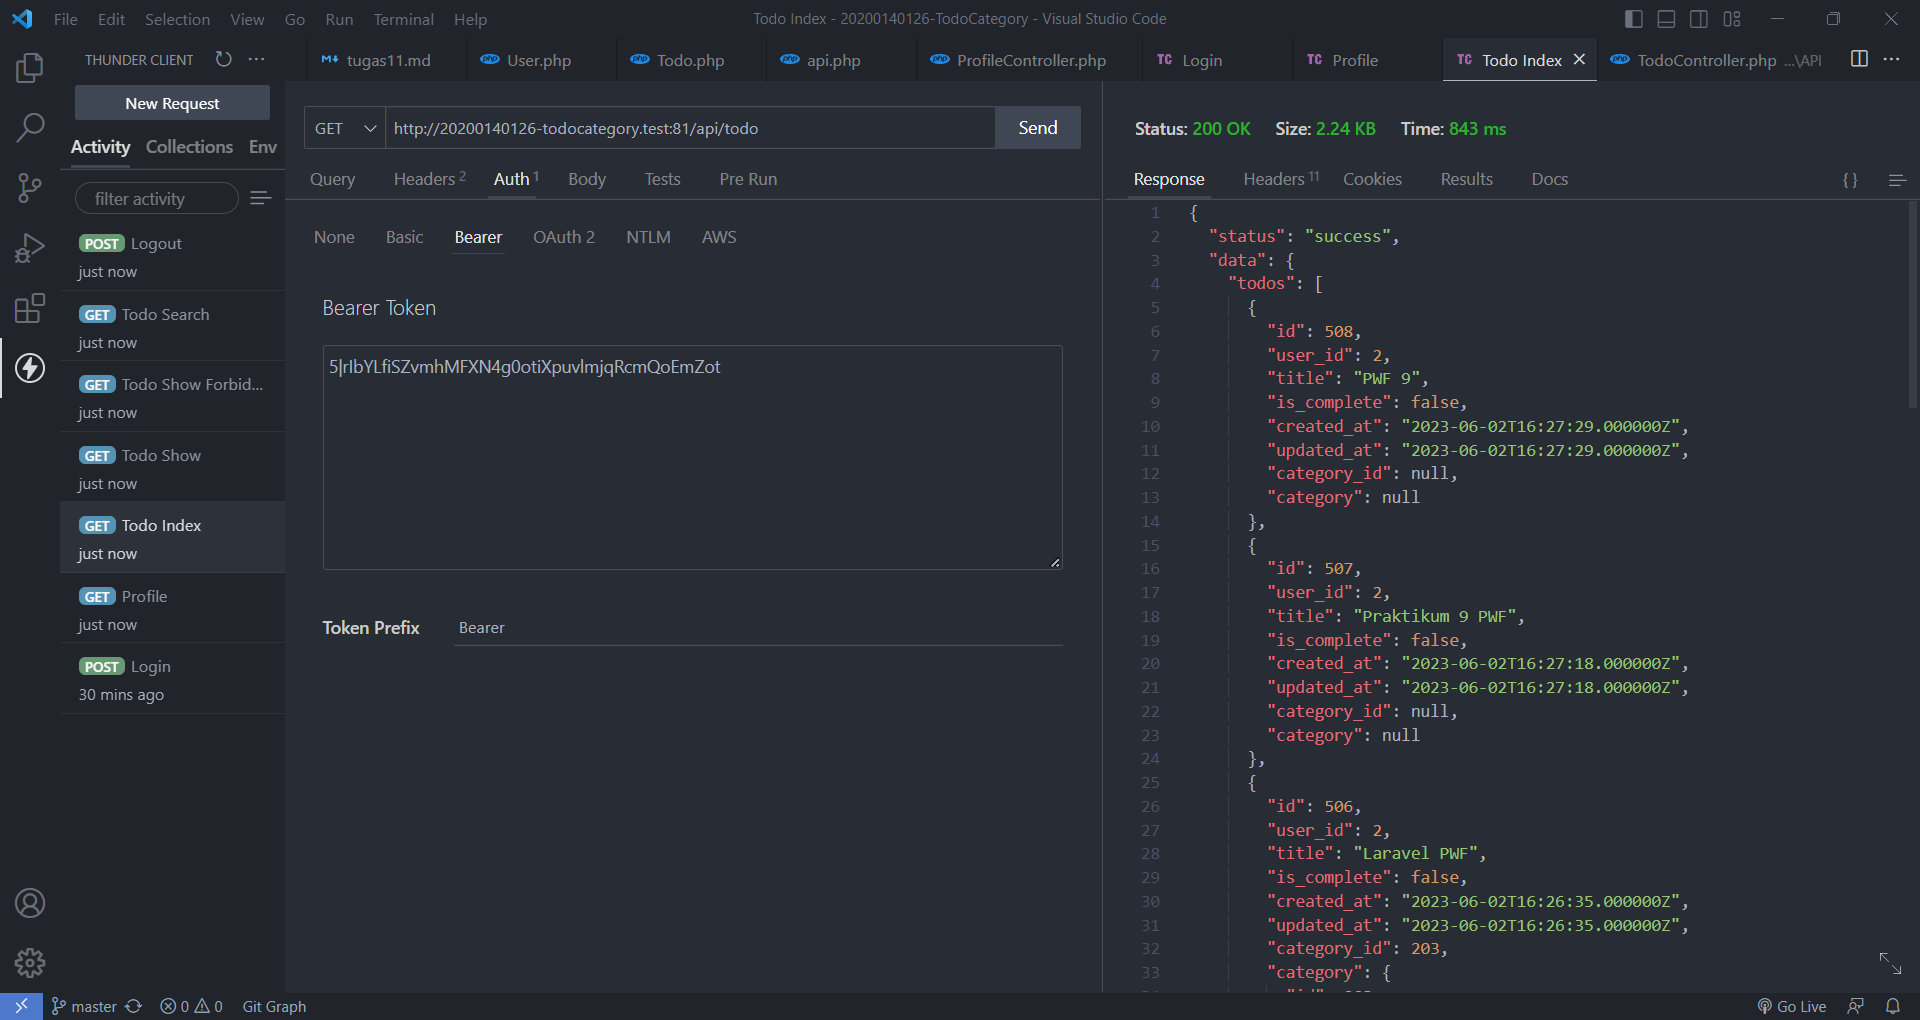 File Edit Selection View Go Run Terminal Help
Todo Index - 20200140126-TodoCategory - Visual Studio Code
THUNDER CLIENT
tugas11.md
User.php
Todo.php
api.php
ProfileController.php
TC Login
TC Profile
TC Todo Index
TodoController.php ...\API
New Request
Activity Collections Env
filter activity
POST Logout
just now
GET Todo Search
just now
GET Todo Show Forbid...
just now
GET Todo Show
just now
GET Todo Index
just now
GET Profile
just now
POST Login
30 mins ago
GET http://20200140126-todocategory.test:81/api/todo Send
Query Headers 2 Auth 1 Body Tests Pre Run
None Basic Bearer OAuth 2 NTLM AWS
Bearer Token
Token Prefix Bearer
Status: 200 OK Size: 2.24 KB Time: 843 ms
Response Headers 11 Cookies Results Docs {}
1 {
2 "status": "success",
3 "data": {
4 "todos": [
5 {
6 "id": 508,
7 "user_id": 2,
8 "title": "PWF 9",
9 "is_complete": false,
10 "created_at": "2023-06-02T16:27:29.000000Z",
11 "updated_at": "2023-06-02T16:27:29.000000Z",
12 "category_id": null,
13 "category": null
14 },
15 {
16 "id": 507,
17 "user_id": 2,
18 "title": "Praktikum 9 PWF",
19 "is_complete": false,
20 "created_at": "2023-06-02T16:27:18.000000Z",
21 "updated_at": "2023-06-02T16:27:18.000000Z",
22 "category_id": null,
23 "category": null
24 },
25 {
26 "id": 506,
27 "user_id": 2,
28 "title": "Laravel PWF",
29 "is_complete": false,
30 "created_at": "2023-06-02T16:26:35.000000Z",
31 "updated_at": "2023-06-02T16:26:35.000000Z",
32 "category_id": 203,
33 "category": {
master 0 0 Git Graph
Go Live